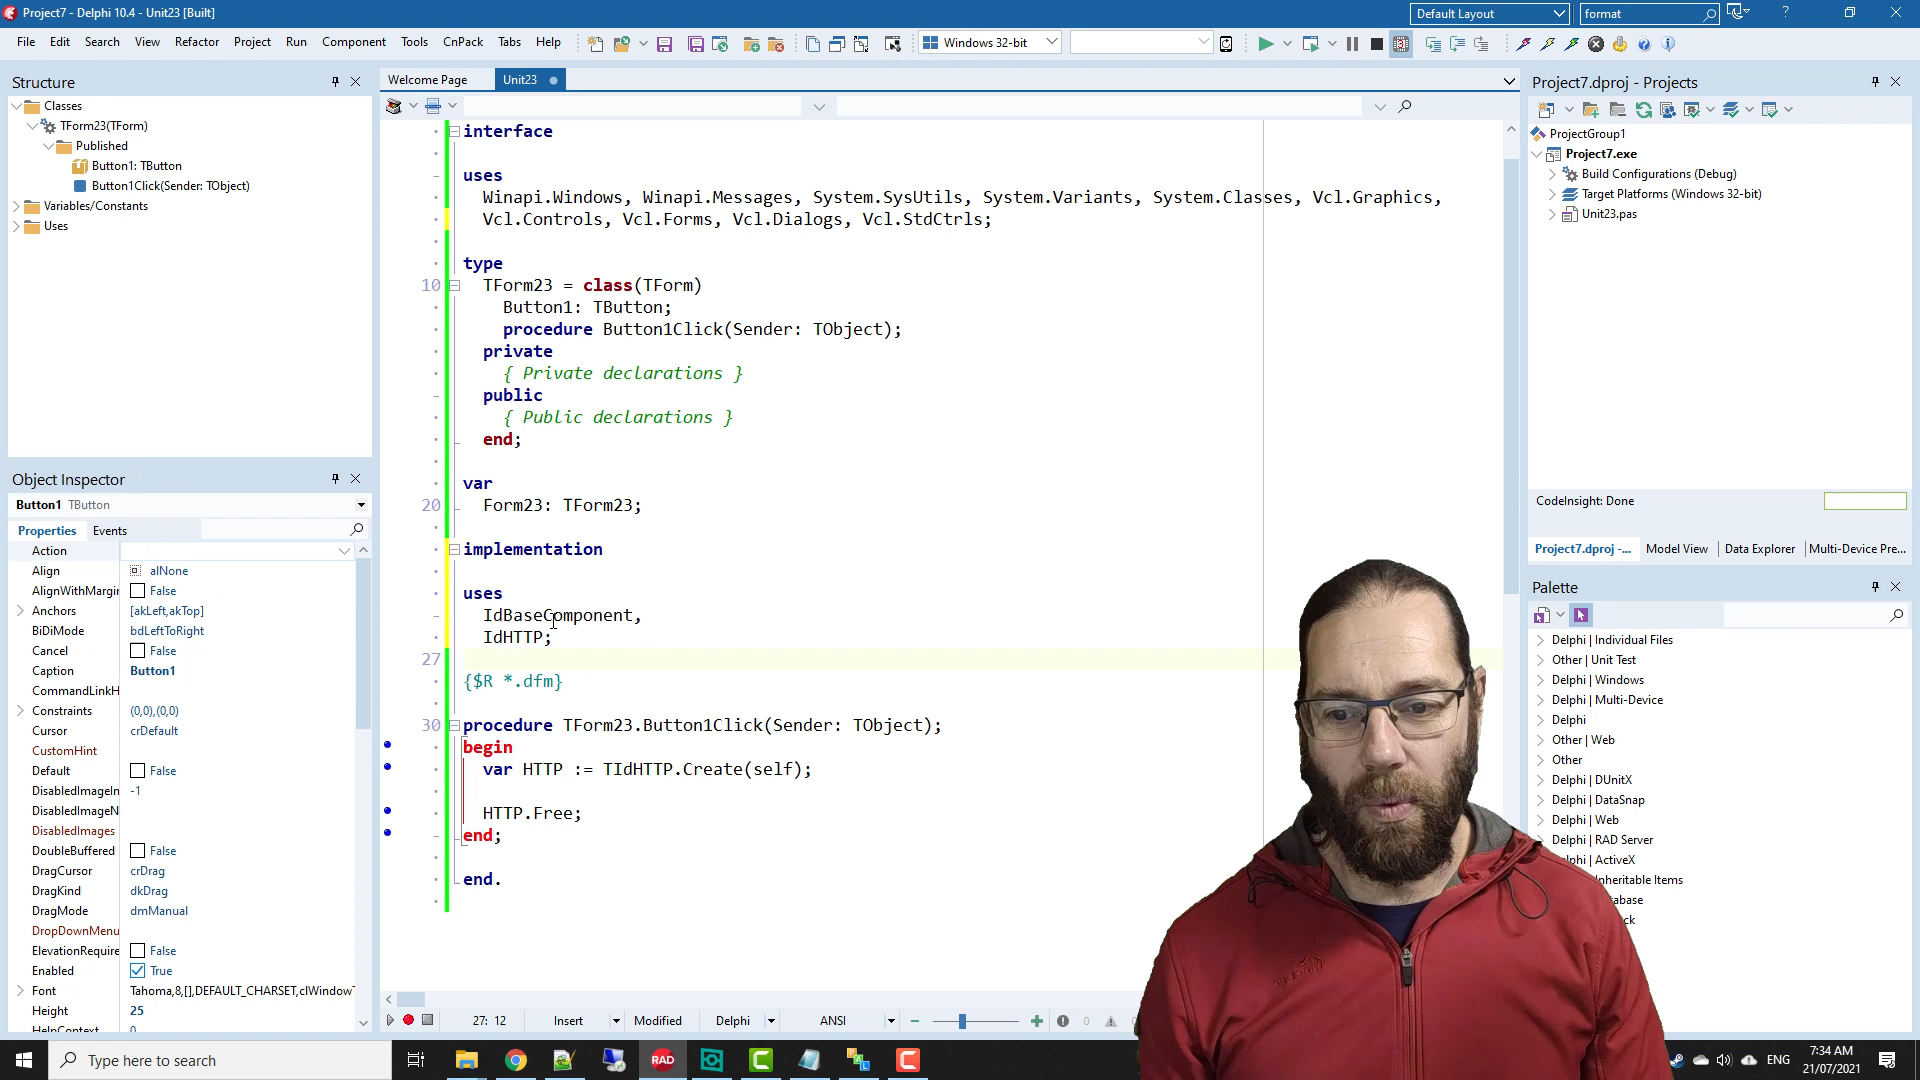 Project7 - Delphi 10.4 - Unit23 [Built]
Default Layout
format
File Edit Search View Refactor Project Run Component Tools CnPack Tabs Help
Windows 32-bit
Structure
Classes
TForm23(TForm)
Published
Button1: TButton
Button1Click(Sender: TObject)
Variables/Constants
Uses
Object Inspector
Button1 TButton
Properties Events
Action
Align alNone
AlignWithMargin False
Anchors [akLeft,akTop]
BiDiMode bdLeftToRight
Cancel False
Caption Button1
CommandLinkH
Constraints (0,0),(0,0)
Cursor crDefault
CustomHint
Default False
DisabledImageIn -1
DisabledImageN
DisabledImages
DoubleBuffered False
DragCursor crDrag
DragKind dkDrag
DragMode dmManual
DropDownMenu
ElevationRequire False
Enabled True
Font Tahoma,8,[],DEFAULT_CHARSET,clWindowT
Height 25
HelpContext 0
Welcome Page Unit23
interface
uses
Winapi.Windows, Winapi.Messages, System.SysUtils, System.Variants, System.Classes, Vcl.Graphics,
Vcl.Controls, Vcl.Forms, Vcl.Dialogs, Vcl.StdCtrls;
type
10 TForm23 = class(TForm)
Button1: TButton;
procedure Button1Click(Sender: TObject);
private
{ Private declarations }
public
{ Public declarations }
end;
var
20 Form23: TForm23;
implementation
uses
IdBaseComponent,
IdHTTP;
27
{$R *.dfm}
30 procedure TForm23.Button1Click(Sender: TObject);
begin
var HTTP := TIdHTTP.Create(self);
HTTP.Free;
end;
end.
27: 12 Insert Modified Delphi ANSI 0
Project7.dproj - Projects
ProjectGroup1
Project7.exe
Build Configurations (Debug)
Target Platforms (Windows 32-bit)
Unit23.pas
CodeInsight: Done
Project7.dproj -... Model View Data Explorer Multi-Device Pre...
Palette
Delphi | Individual Files
Other | Unit Test
Delphi | Windows
Delphi | Multi-Device
Delphi
Other | Web
Other
Delphi | DUnitX
Delphi | DataSnap
Delphi | Web
Delphi | RAD Server
elphi | ActiveX
nheritable Items
abase
ck
Type here to search
RAD
ENG
7:34 AM
21/07/2021